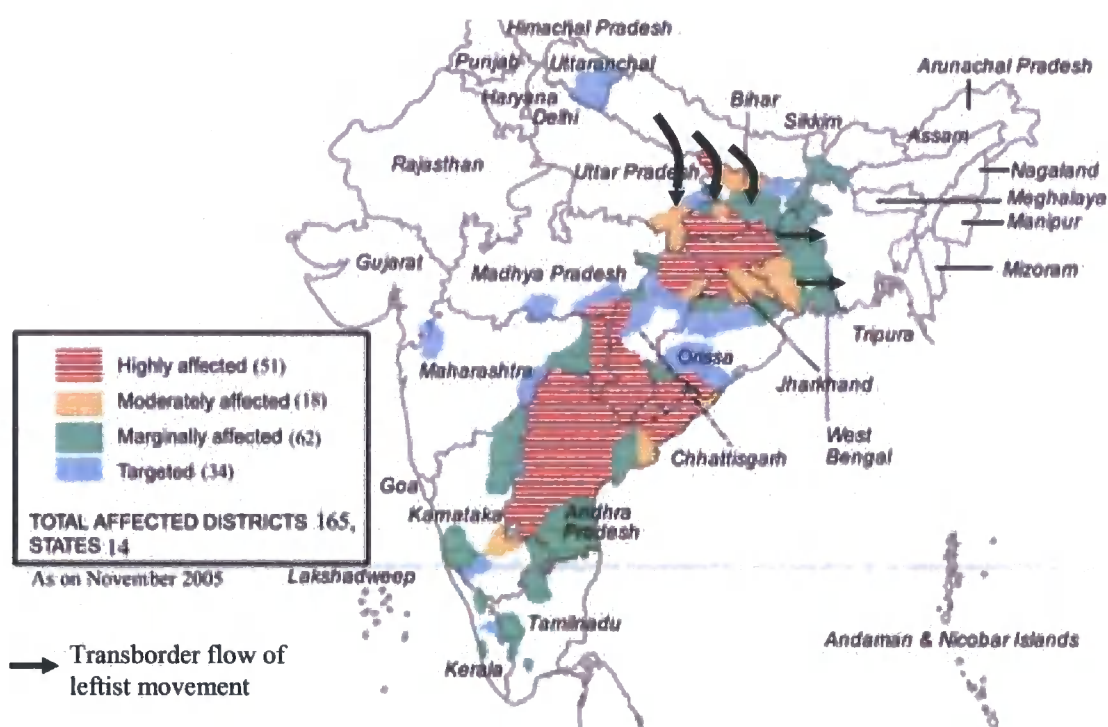 Himachal Pradesh
Punjab
Uttaranchal
Arunachal Pradesh
Haryana
Delhi
Bihar
Sikkim
Assam
Rajasthan
Uttar Pradesh
Nagaland
Meghalaya
Manipur
Gujarat
Madhya Pradesh
Mizoram
Tripura
Highly affected (51)
Moderately affected (18)
Marginally affected (62)
Targeted (34)
TOTAL AFFECTED DISTRICTS 165,
STATES 14
As on November 2005
Maharashtra
Orissa
Jharkhand
Chhattisgarh
West
Bengal
Goa
Karnataka
Andhra
Pradesh
Lakshadweep
Tamilnadu
Kerala
Andaman & Nicobar Islands
Transborder flow of
leftist movement